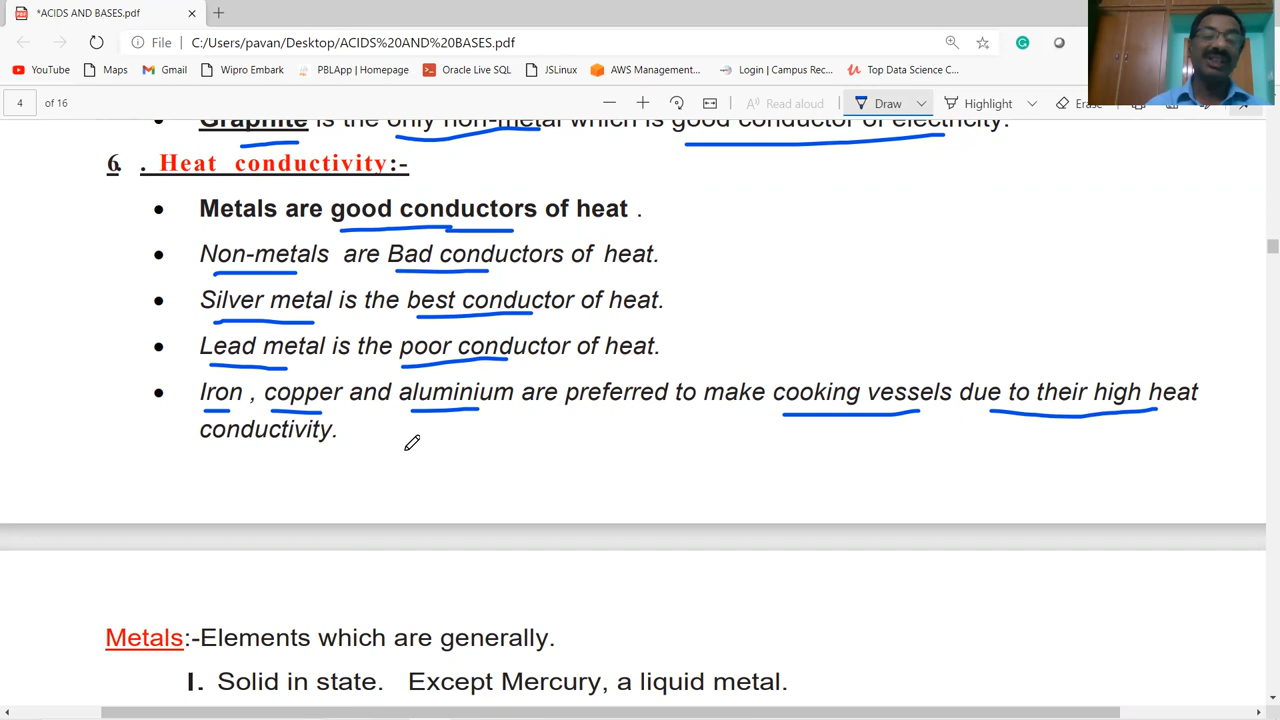 *ACIDS AND BASES.pdf
File C:/Users/pavan/Desktop/ACIDS%20AND%20BASES.pdf
YouTube Maps Gmail Wipro Embark PBLApp | Homepage Oracle Live SQL JSLinux AWS Management... Login | Campus Rec... Top Data Science C...
4 of 16 Read aloud Draw Highlight Erase
• Graphite is the only non-metal which is good conductor of electricity.
6. . Heat conductivity:-
• Metals are good conductors of heat .
• Non-metals are Bad conductors of heat.
• Silver metal is the best conductor of heat.
• Lead metal is the poor conductor of heat.
• Iron , copper and aluminium are preferred to make cooking vessels due to their high heat
conductivity.
Metals:-Elements which are generally.
I. Solid in state. Except Mercury, a liquid metal.